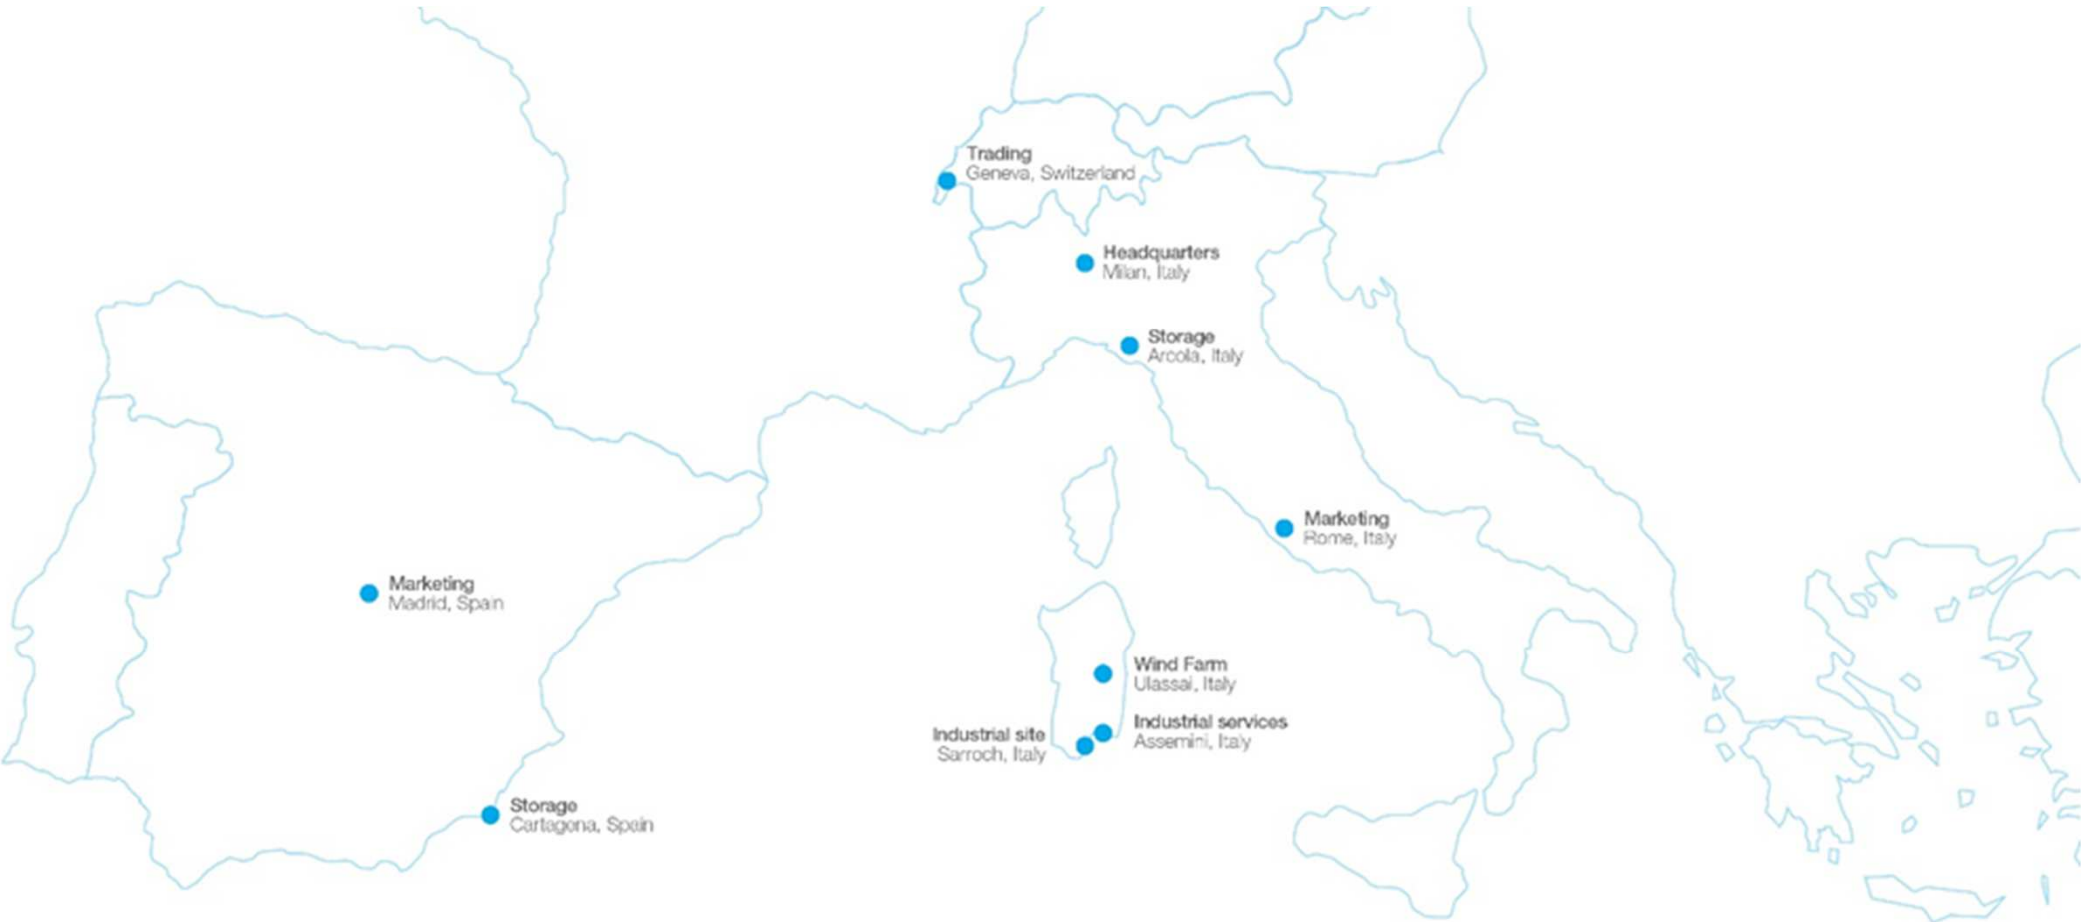 Trading
Geneva, Switzerland
Headquarters
Milan, Italy
Storage
Arcola, Italy
Marketing
Rome, Italy
Marketing
Madrid, Spain
Wind Farm
Ulassai, Italy
Industrial services
Assemini, Italy
Industrial site
Sarroch, Italy
Storage
Cartagena, Spain